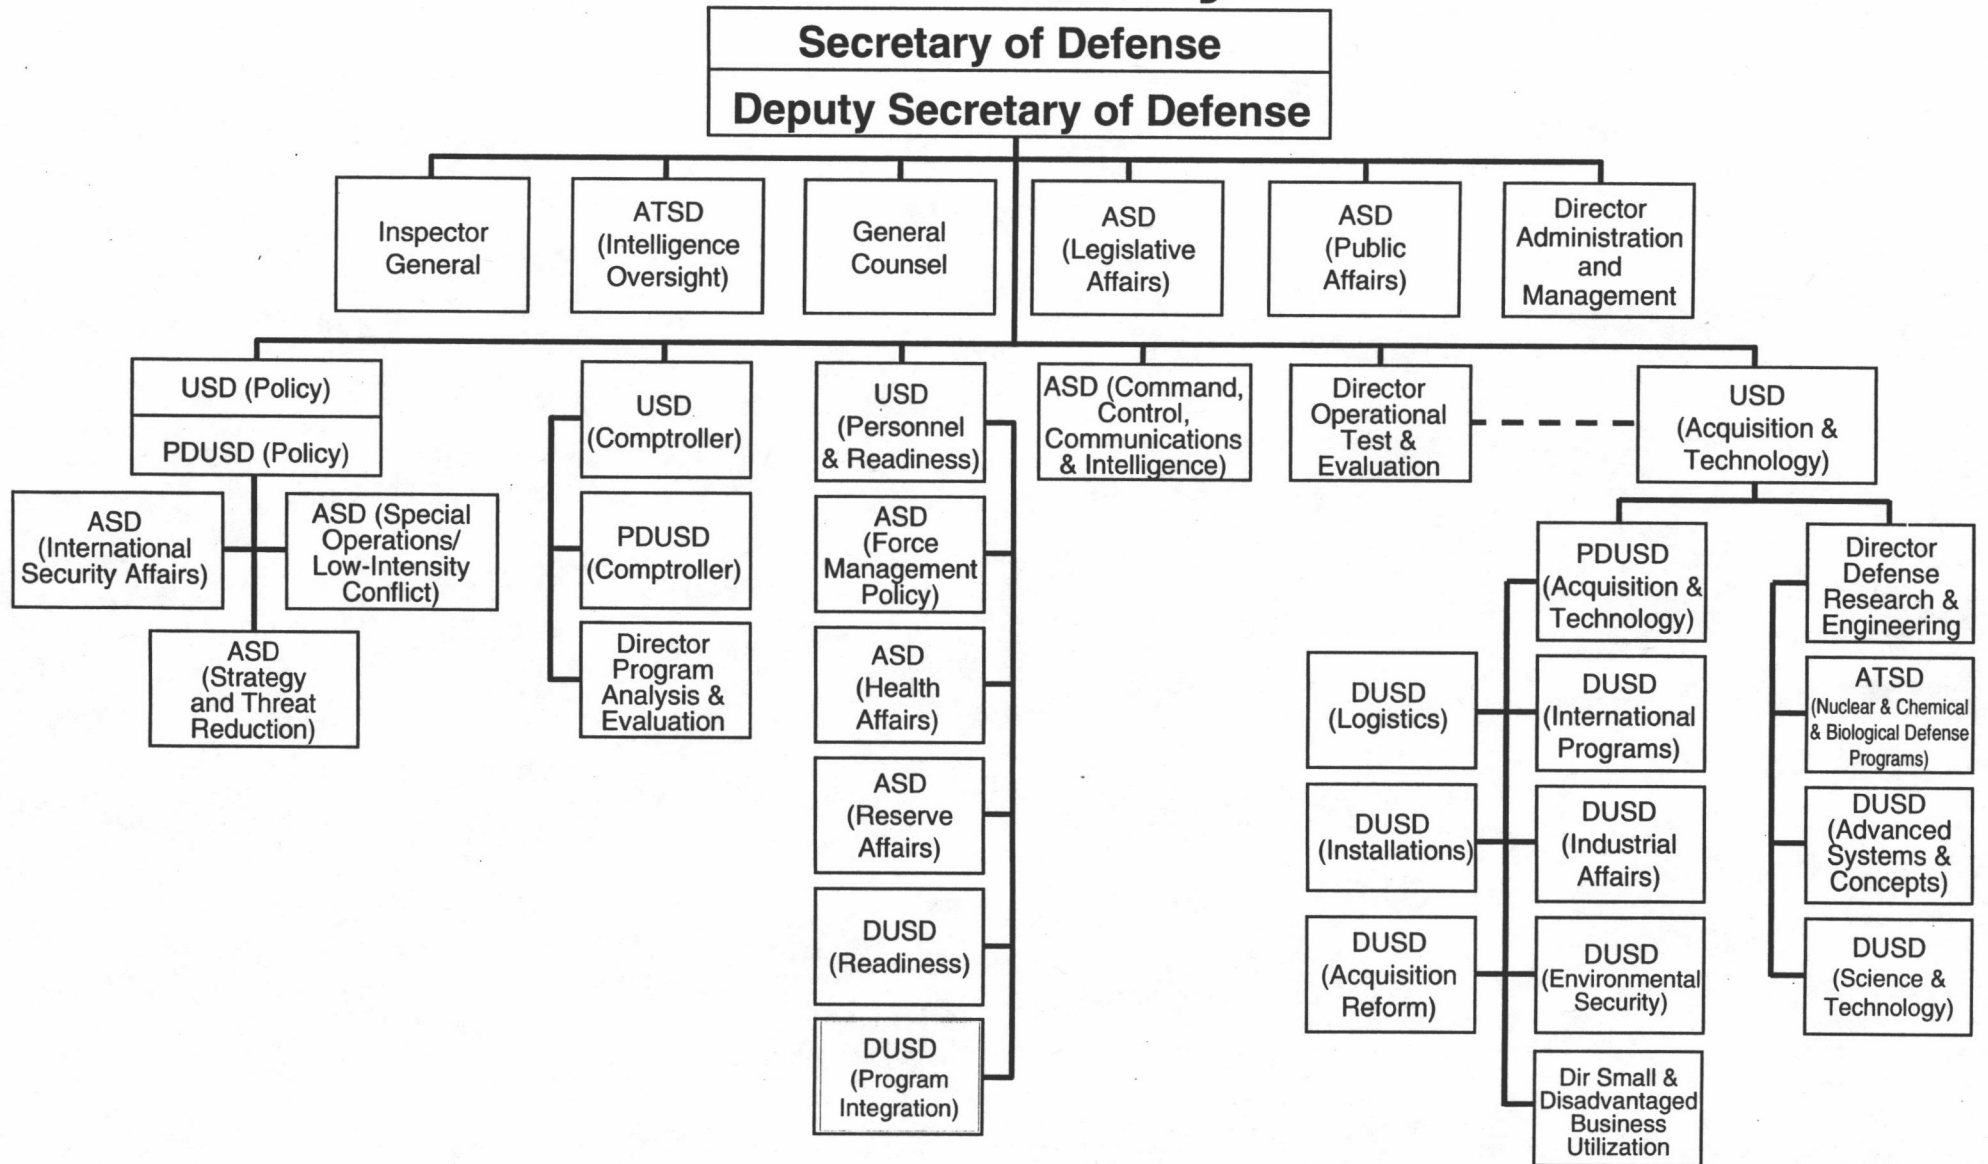 Secretary of Defense
Deputy Secretary of Defense
Inspector
General
ATSD
(Intelligence
Oversight)
General
Counsel
ASD
(Legislative
Affairs)
ASD
(Public
Affairs)
Director
Administration
and
Management
USD (Policy)
PDUSD (Policy)
ASD
(International
Security Affairs)
ASD (Special
Operations/
Low-Intensity
Conflict)
ASD
(Strategy
and Threat
Reduction)
USD
(Comptroller)
PDUSD
(Comptroller)
Director
Program
Analysis &
Evaluation
USD
(Personnel
& Readiness)
ASD
(Force
Management
Policy)
ASD
(Health
Affairs)
ASD
(Reserve
Affairs)
DUSD
(Readiness)
DUSD
(Program
Integration)
ASD (Command,
Control,
Communications
& Intelligence)
Director
Operational
Test &
Evaluation
USD
(Acquisition &
Technology)
PDUSD
(Acquisition &
Technology)
DUSD
(Logistics)
DUSD
(International
Programs)
DUSD
(Installations)
DUSD
(Industrial
Affairs)
DUSD
(Acquisition
Reform)
DUSD
(Environmental
Security)
Dir Small &
Disadvantaged
Business
Utilization
Director
Defense
Research &
Engineering
ATSD
(Nuclear & Chemical
& Biological Defense
Programs)
DUSD
(Advanced
Systems &
Concepts)
DUSD
(Science &
Technology)